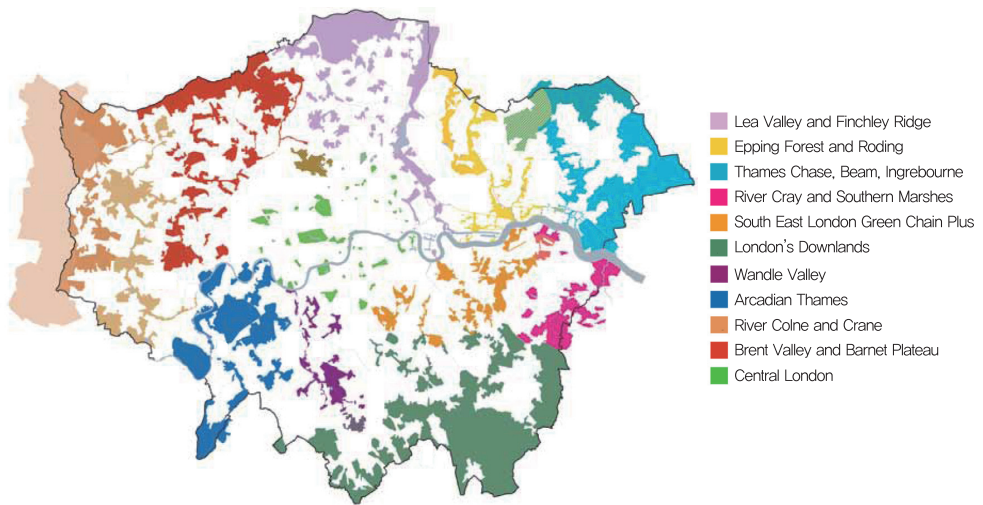 Lea Valley and Finchley Ridge
Epping Forest and Roding
Thames Chase, Beam, Ingrebourne
River Cray and Southern Marshes
South East London Green Chain Plus
London's Downlands
Wandle Valley
Arcadian Thames
River Colne and Crane
Brent Valley and Barnet Plateau
Central London